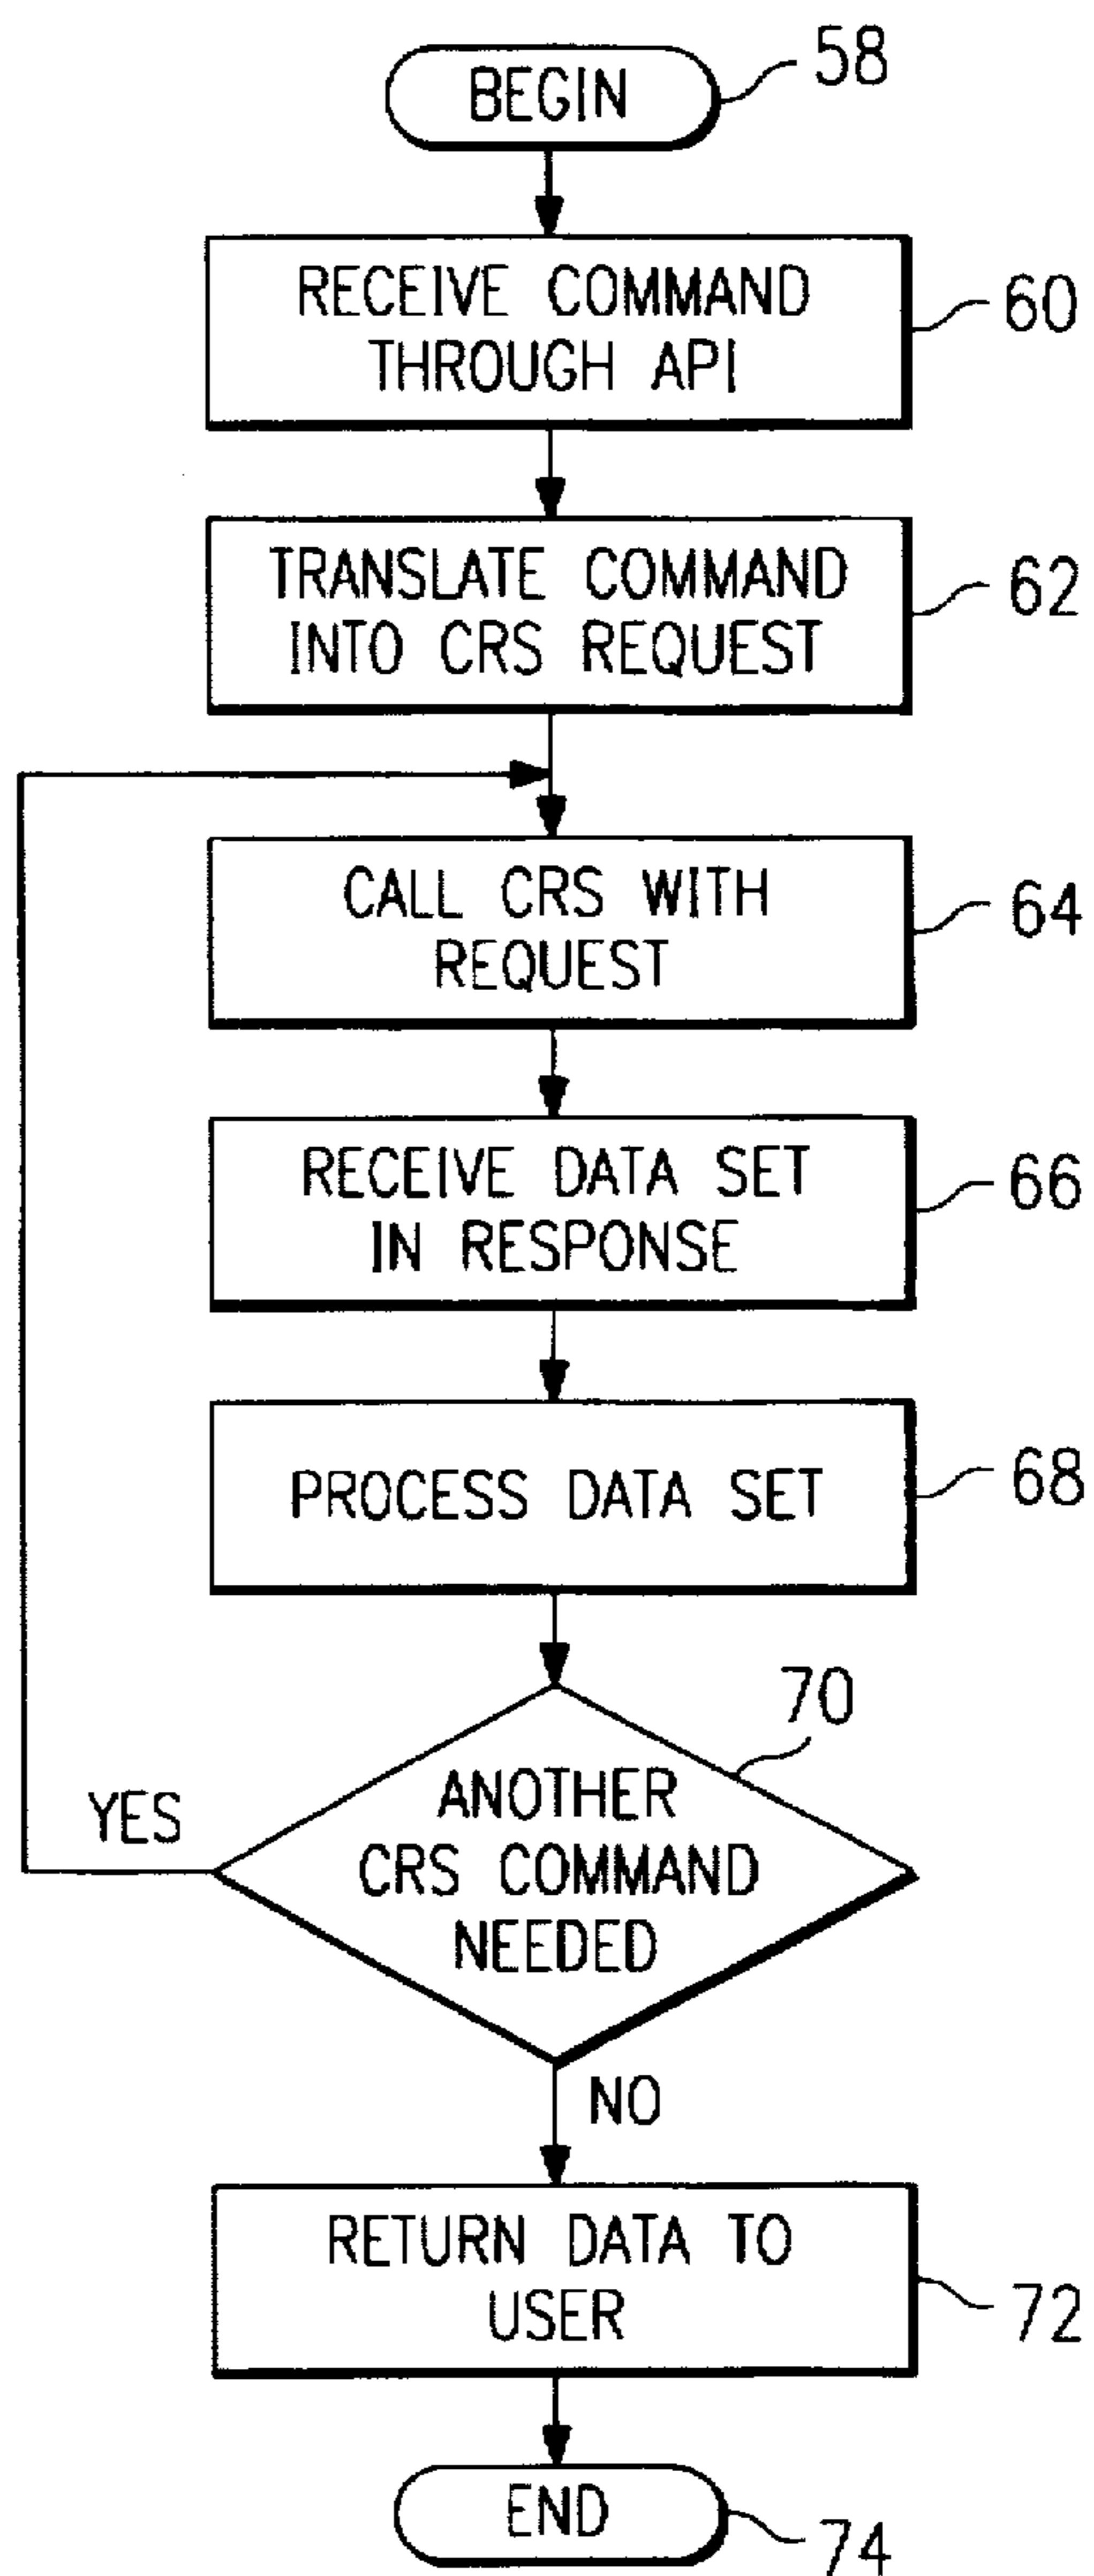 BEGIN
58
RECEIVE COMMAND
THROUGH API
60
TRANSLATE COMMAND
INTO CRS REQUEST
62
CALL CRS WITH
REQUEST
64
RECEIVE DATA SET
IN RESPONSE
66
PROCESS DATA SET
68
70
YES
ANOTHER
CRS COMMAND
NEEDED
NO
RETURN DATA TO
USER
72
END
74